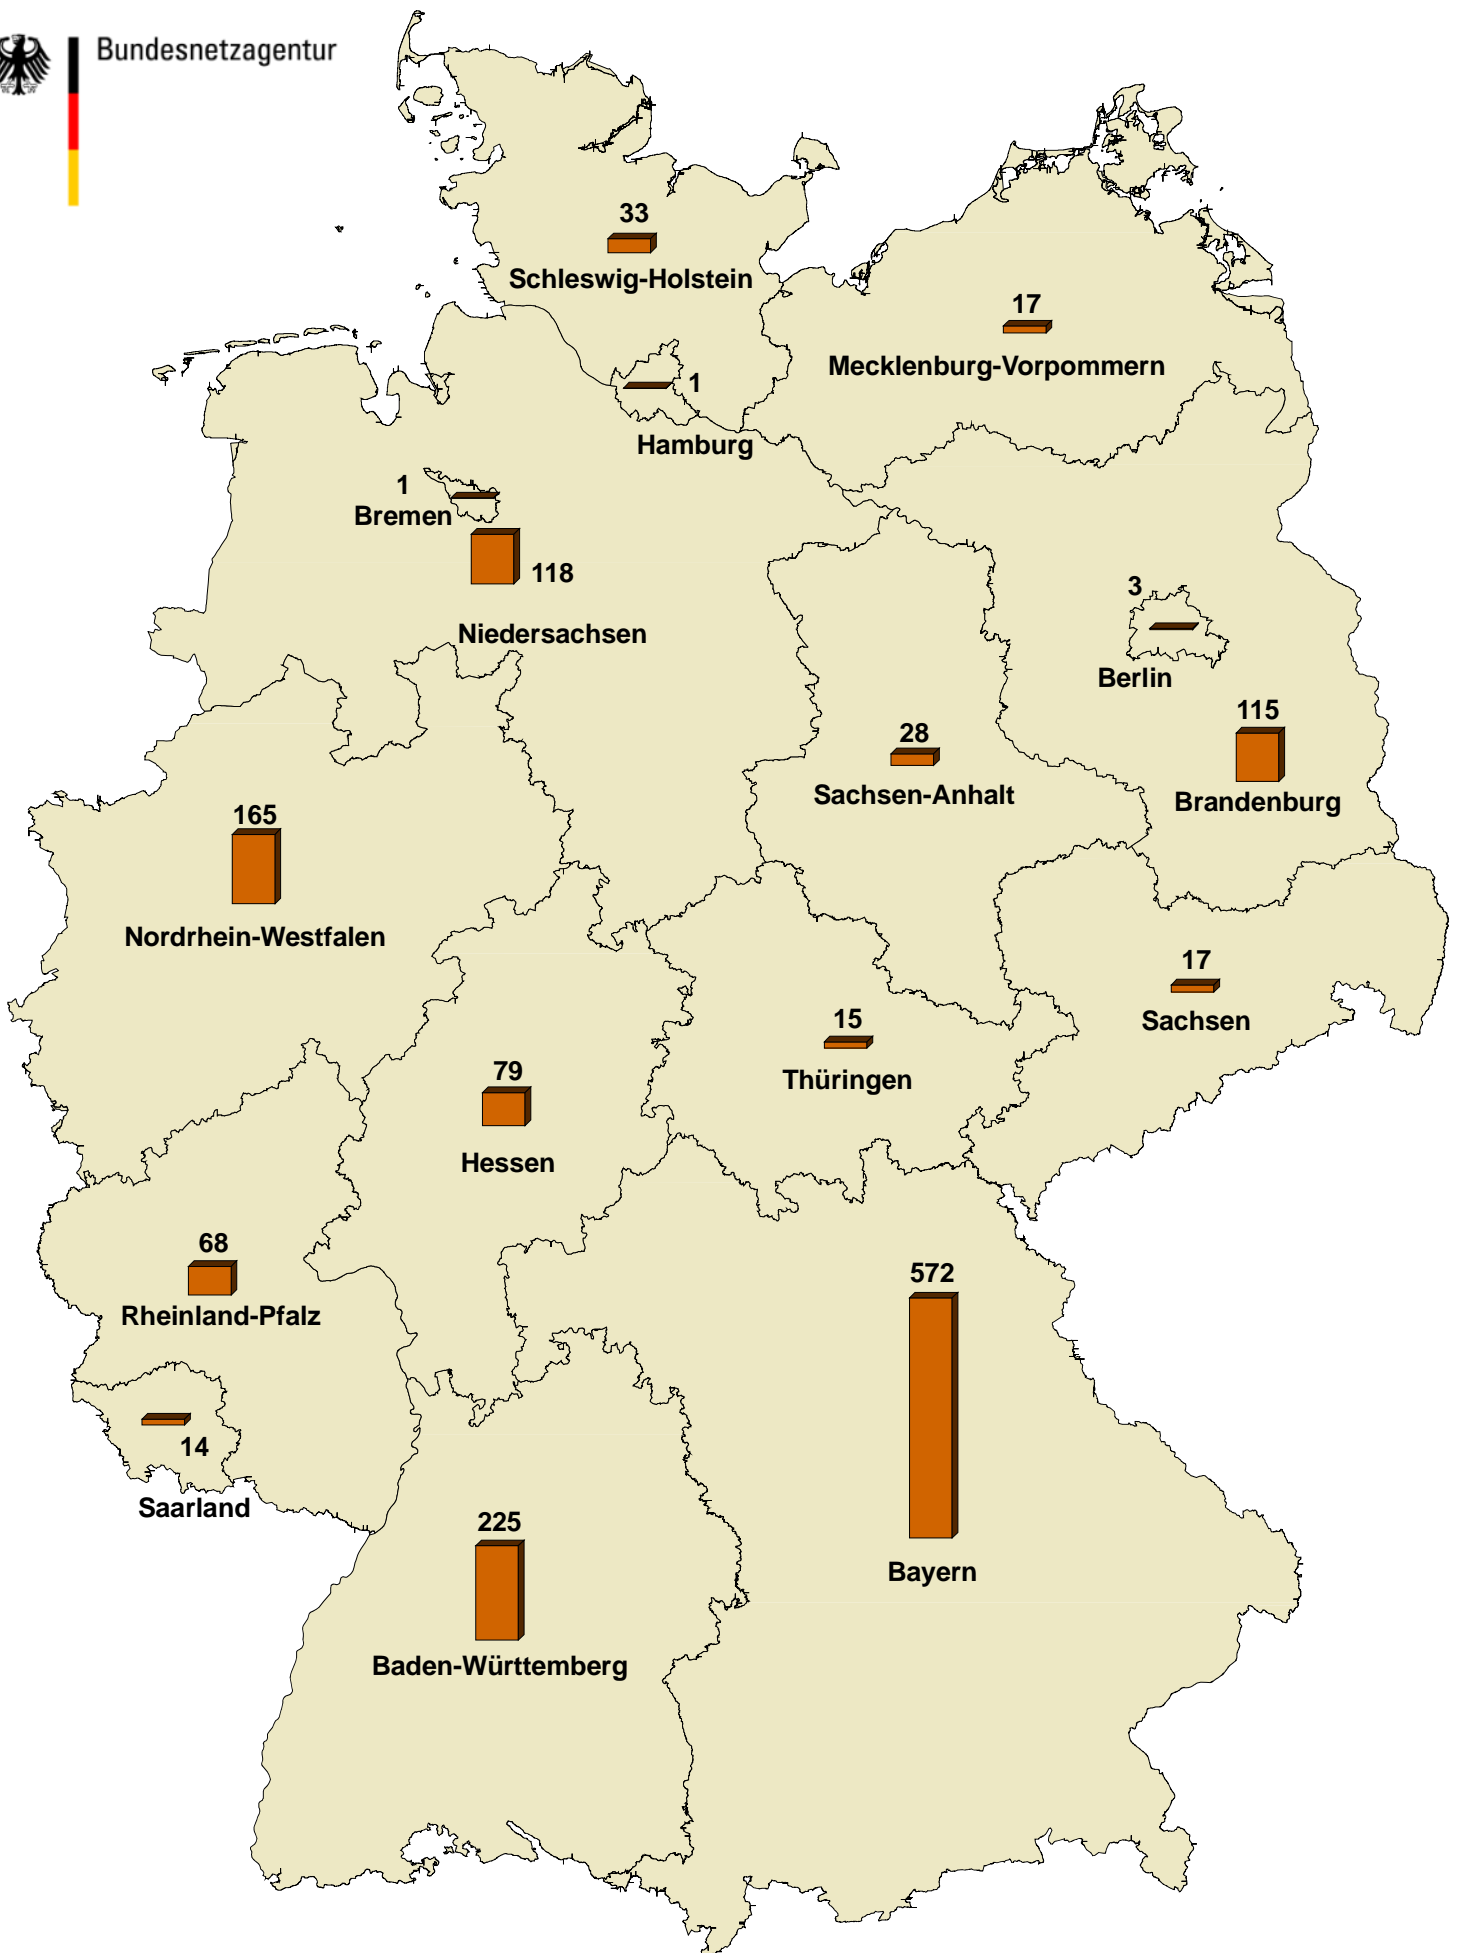 Bundesnetzagentur
33
Schleswig-Holstein
17
Mecklenburg-Vorpommern
1
Hamburg
1
Bremen
118
Niedersachsen
3
Berlin
115
Brandenburg
28
Sachsen-Anhalt
165
Nordrhein-Westfalen
17
Sachsen
15
Thüringen
79
Hessen
68
Rheinland-Pfalz
572
Bayern
14
Saarland
225
Baden-Württemberg